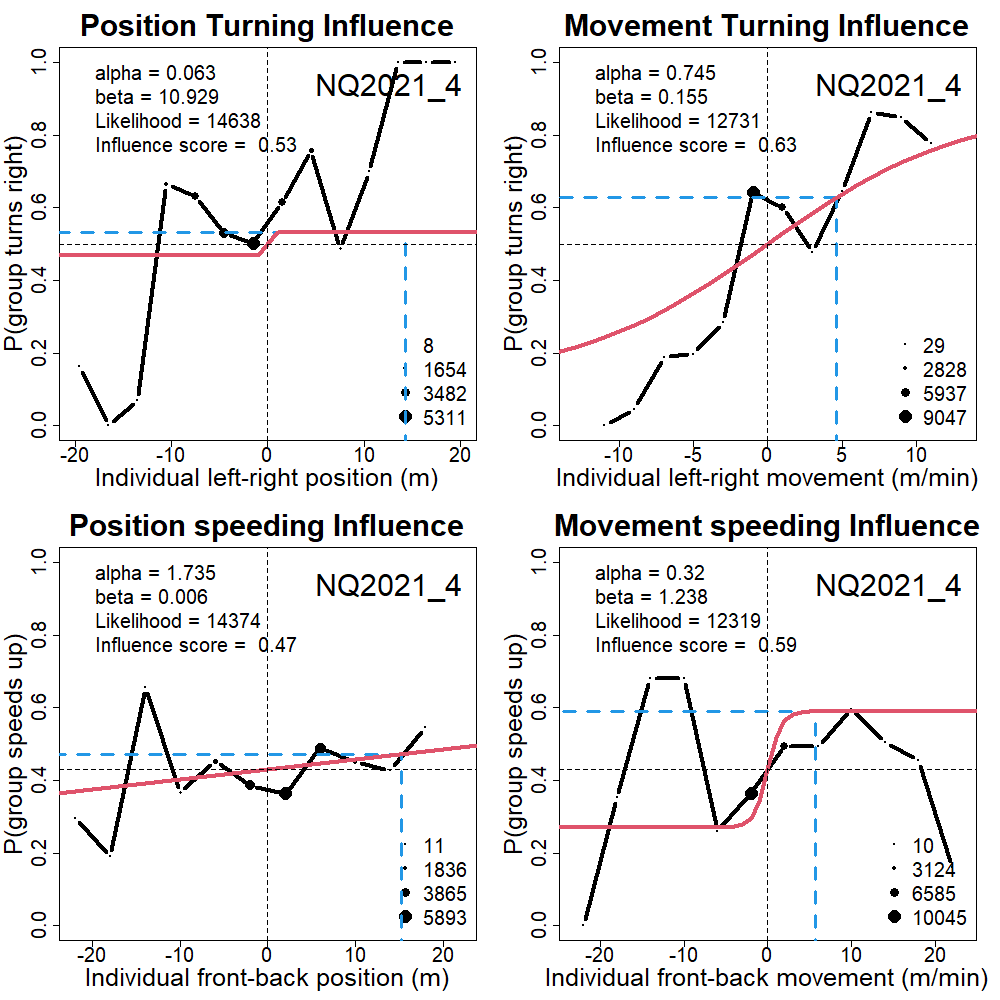 Position Turning Influence
alpha = 0.063
beta = 10.929
Likelihood = 14638
Influence score = 0.53
NQ2021_4
P(group turns right)
0.0
0.2
0.4
0.6
0.8
1.0
8
1654
3482
5311
-20
-10
0
10
20
Individual left-right position (m)
Movement Turning Influence
alpha = 0.745
beta = 0.155
Likelihood = 12731
Influence score = 0.63
NQ2021_4
P(group turns right)
0.0
0.2
0.4
0.6
0.8
1.0
29
2828
5937
9047
-10
-5
0
5
10
Individual left-right movement (m/min)
Position speeding Influence
alpha = 1.735
beta = 0.006
Likelihood = 14374
Influence score = 0.47
NQ2021_4
P(group speeds up)
0.0
0.2
0.4
0.6
0.8
1.0
11
1836
3865
5893
-20
-10
0
10
20
Individual front-back position (m)
Movement speeding Influence
alpha = 0.32
beta = 1.238
Likelihood = 12319
Influence score = 0.59
NQ2021_4
P(group speeds up)
0.0
0.2
0.4
0.6
0.8
1.0
10
3124
6585
10045
-20
-10
0
10
20
Individual front-back movement (m/min)